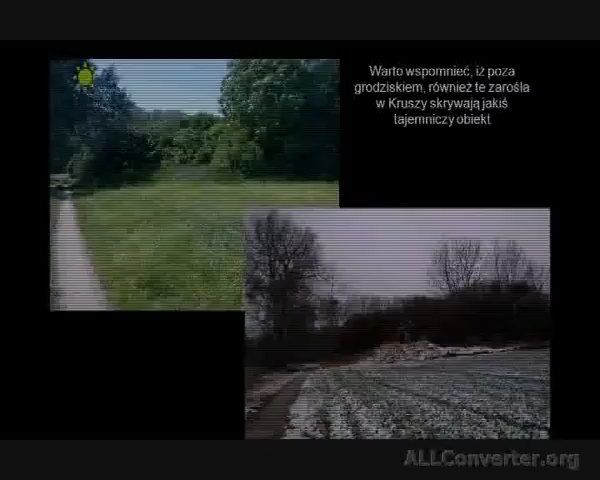 Warto wspomnieć, iż poza
grodziskiem, również te zarośla
w Kruszy skrywają jakiś
tajemniczy obiekt
ALLConverter.org